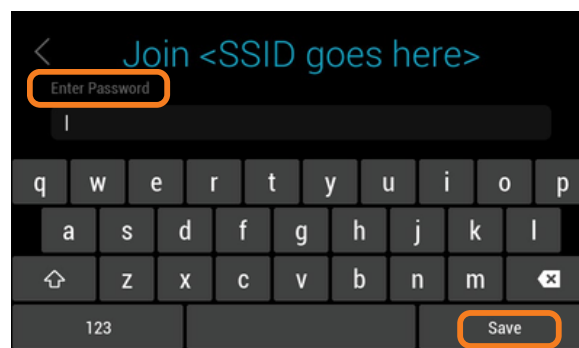 Join <SSID goes here>
Enter Password
q w e r t y u i o p
a s d f g h j k l
z x c v b n m
123 Save